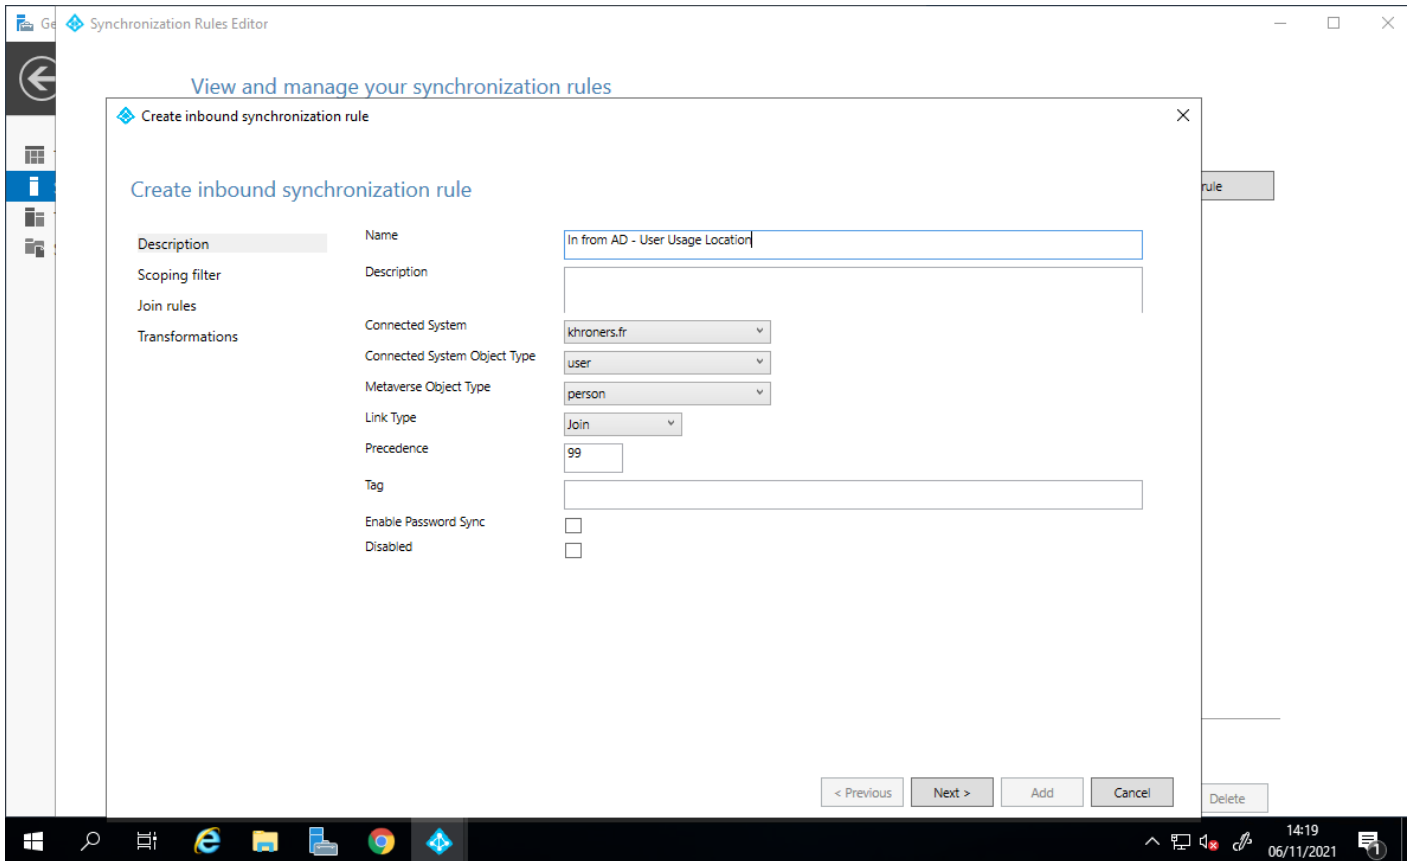 Ge
Synchronization Rules Editor
View and manage your synchronization rules
Create inbound synchronization rule
Create inbound synchronization rule
rule
Description
Scoping filter
Join rules
Transformations
Name
In from AD - User Usage Location
Description
Connected System
khroners.fr
Connected System Object Type
user
Metaverse Object Type
person
Link Type
Join
Precedence
99
Tag
Enable Password Sync
Disabled
< Previous
Next >
Add
Cancel
Delete
14:19
06/11/2021
1